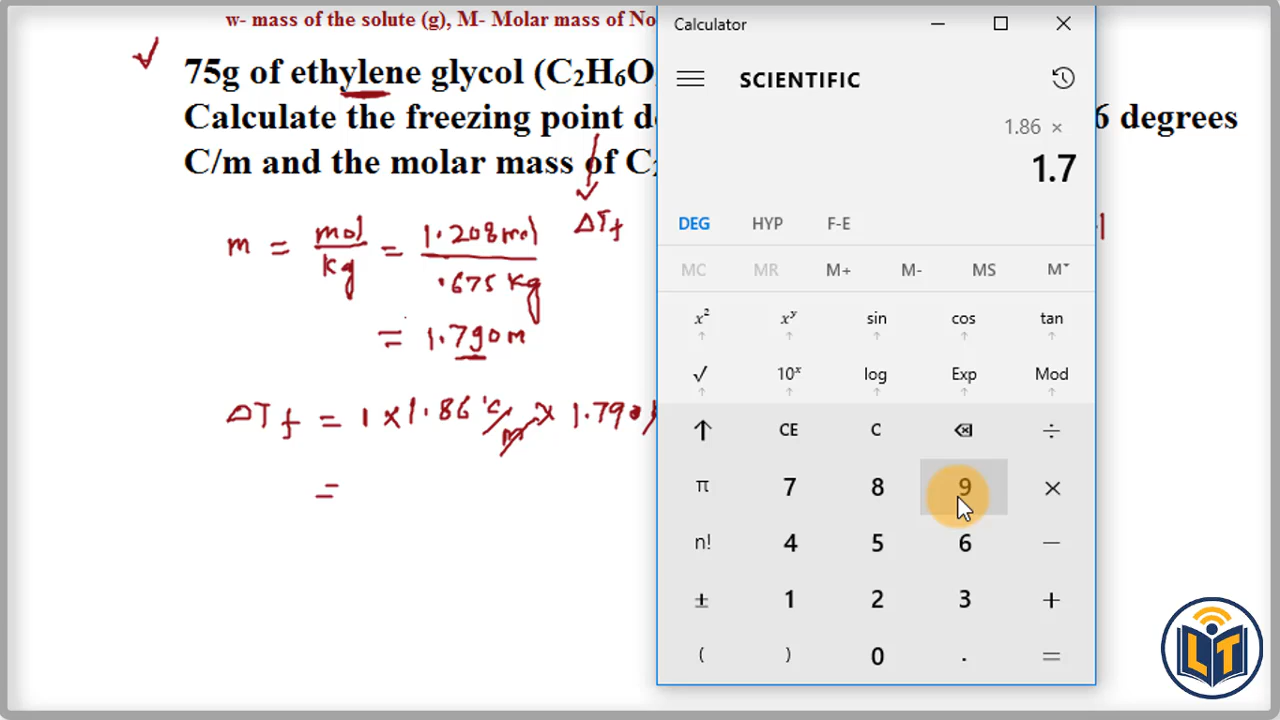 w- mass of the solute (g), M- Molar mass of No
75g of ethylene glycol (C₂H₆O
Calculate the freezing point d
6 degrees
C/m and the molar mass of C₂
ΔTf
m = mol/kg = 1.208mol/.675 kg
= 1.790m
ΔTf = 1 × 1.86 °C/m × 1.790
=
Calculator
SCIENTIFIC
1.86 ×
1.7
DEG HYP F-E
MC MR M+ M- MS M
x² xʸ sin cos tan
√ 10ˣ log Exp Mod
↑ CE C ÷
π 7 8 9 ×
n! 4 5 6 −
± 1 2 3 +
( ) 0 . =
LT